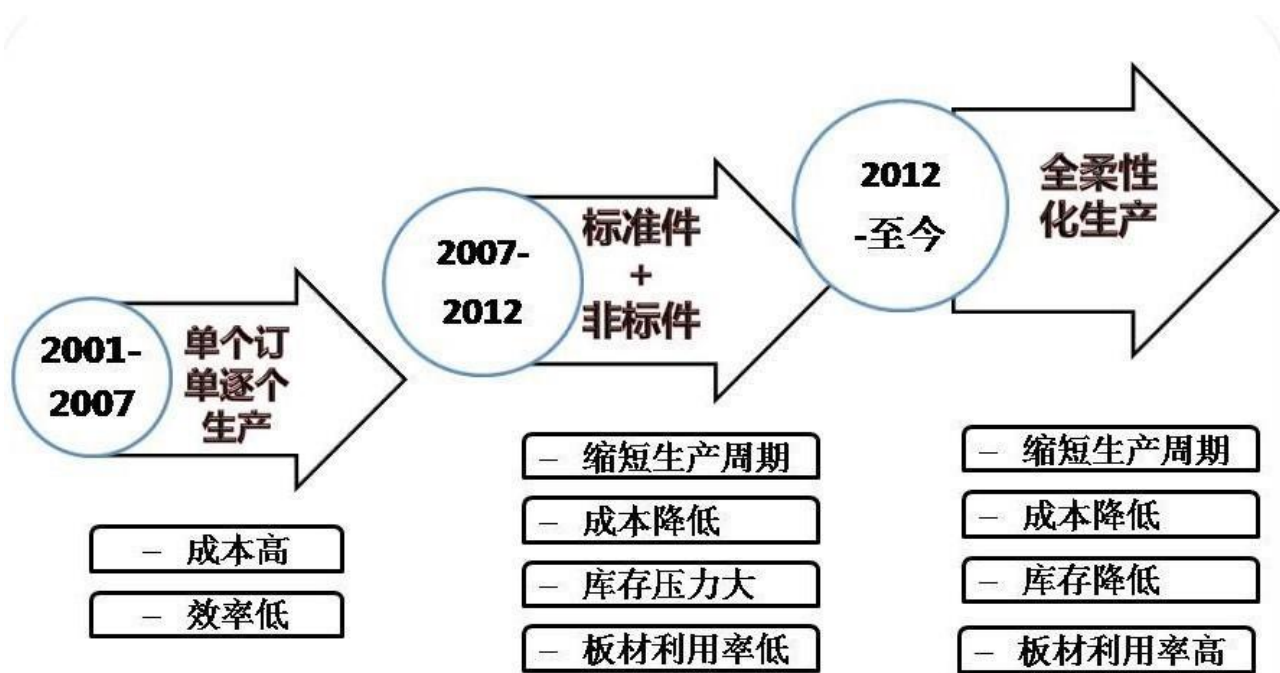 2001-
2007
单个订
单逐个
生产
– 成本高
– 效率低
2007-
2012
标准件
+
非标件
– 缩短生产周期
– 成本降低
– 库存压力大
– 板材利用率低
2012
-至今
全柔性
化生产
– 缩短生产周期
– 成本降低
– 库存降低
– 板材利用率高